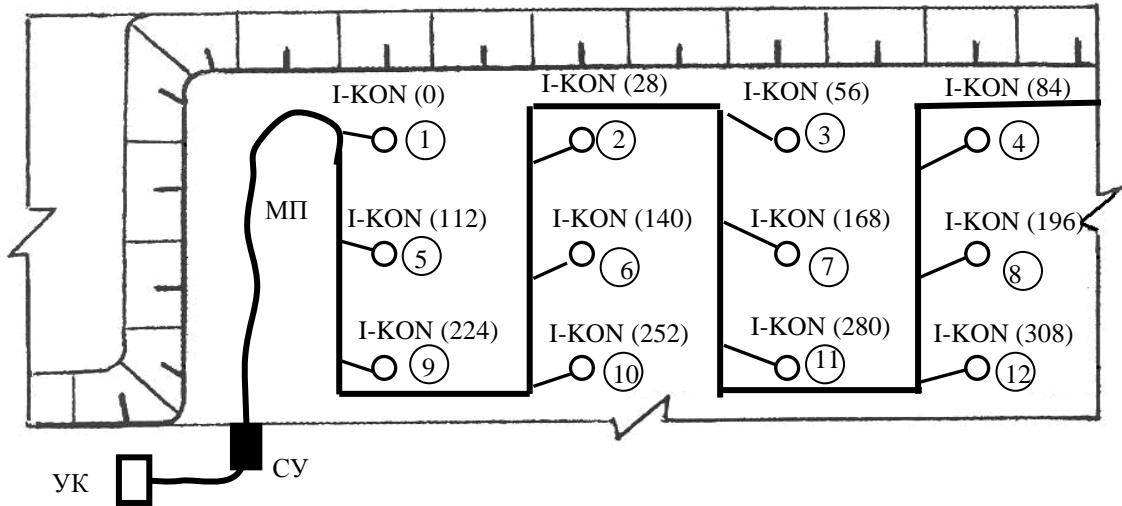 I-KON (0)
I-KON (28)
I-KON (56)
I-KON (84)
1
2
3
4
МП
I-KON (112)
I-KON (140)
I-KON (168)
I-KON (196)
5
6
7
8
I-KON (224)
I-KON (252)
I-KON (280)
I-KON (308)
9
10
11
12
УК
СУ